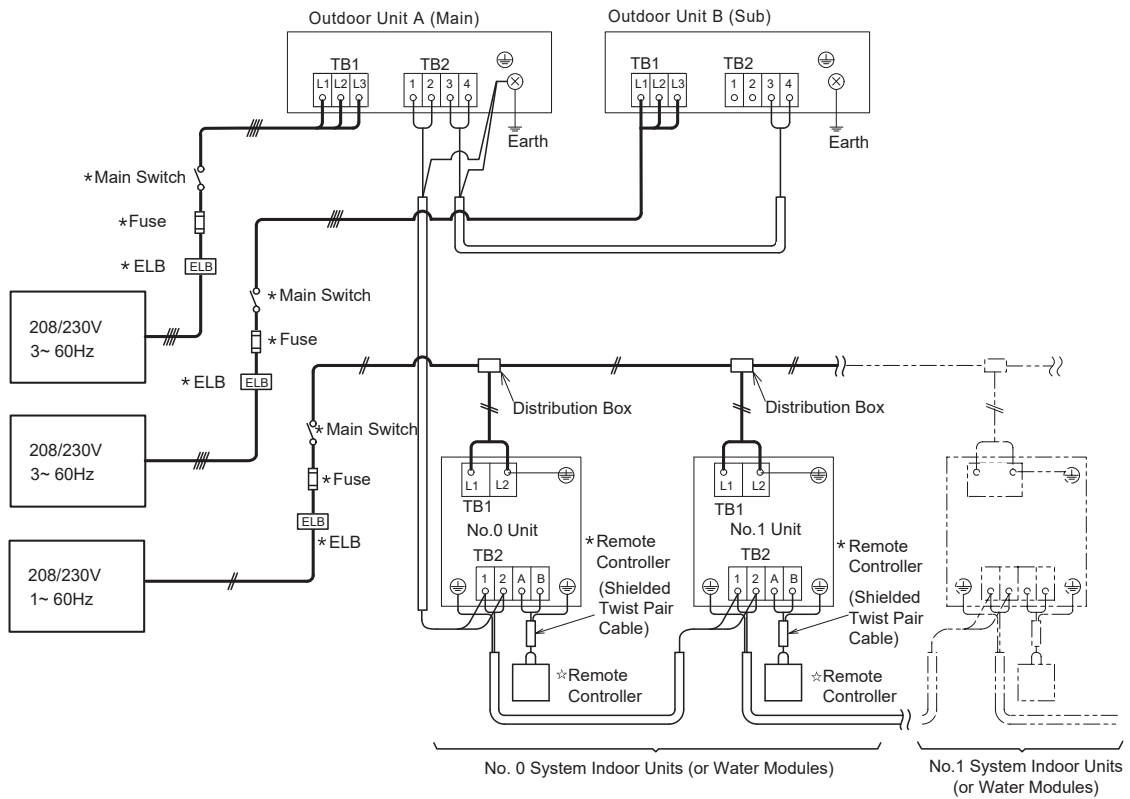 Outdoor Unit A (Main)
Outdoor Unit B (Sub)
TB1
TB2
L1 L2 L3
1 2 3 4
Earth
TB1
TB2
L1 L2 L3
1 2 3 4
Earth
*Main Switch
*Fuse
*ELB
ELB
208/230V
3~ 60Hz
*Main Switch
*Fuse
*ELB
ELB
208/230V
3~ 60Hz
*Main Switch
*Fuse
ELB
*ELB
208/230V
1~ 60Hz
Distribution Box
Distribution Box
L1 L2
TB1
No.0 Unit
TB2
1 2 A B
*Remote
Controller
(Shielded
Twist Pair
Cable)
☆Remote
Controller
L1 L2
TB1
No.1 Unit
TB2
1 2 A B
*Remote
Controller
(Shielded
Twist Pair
Cable)
☆Remote
Controller
No. 0 System Indoor Units (or Water Modules)
No.1 System Indoor Units
(or Water Modules)